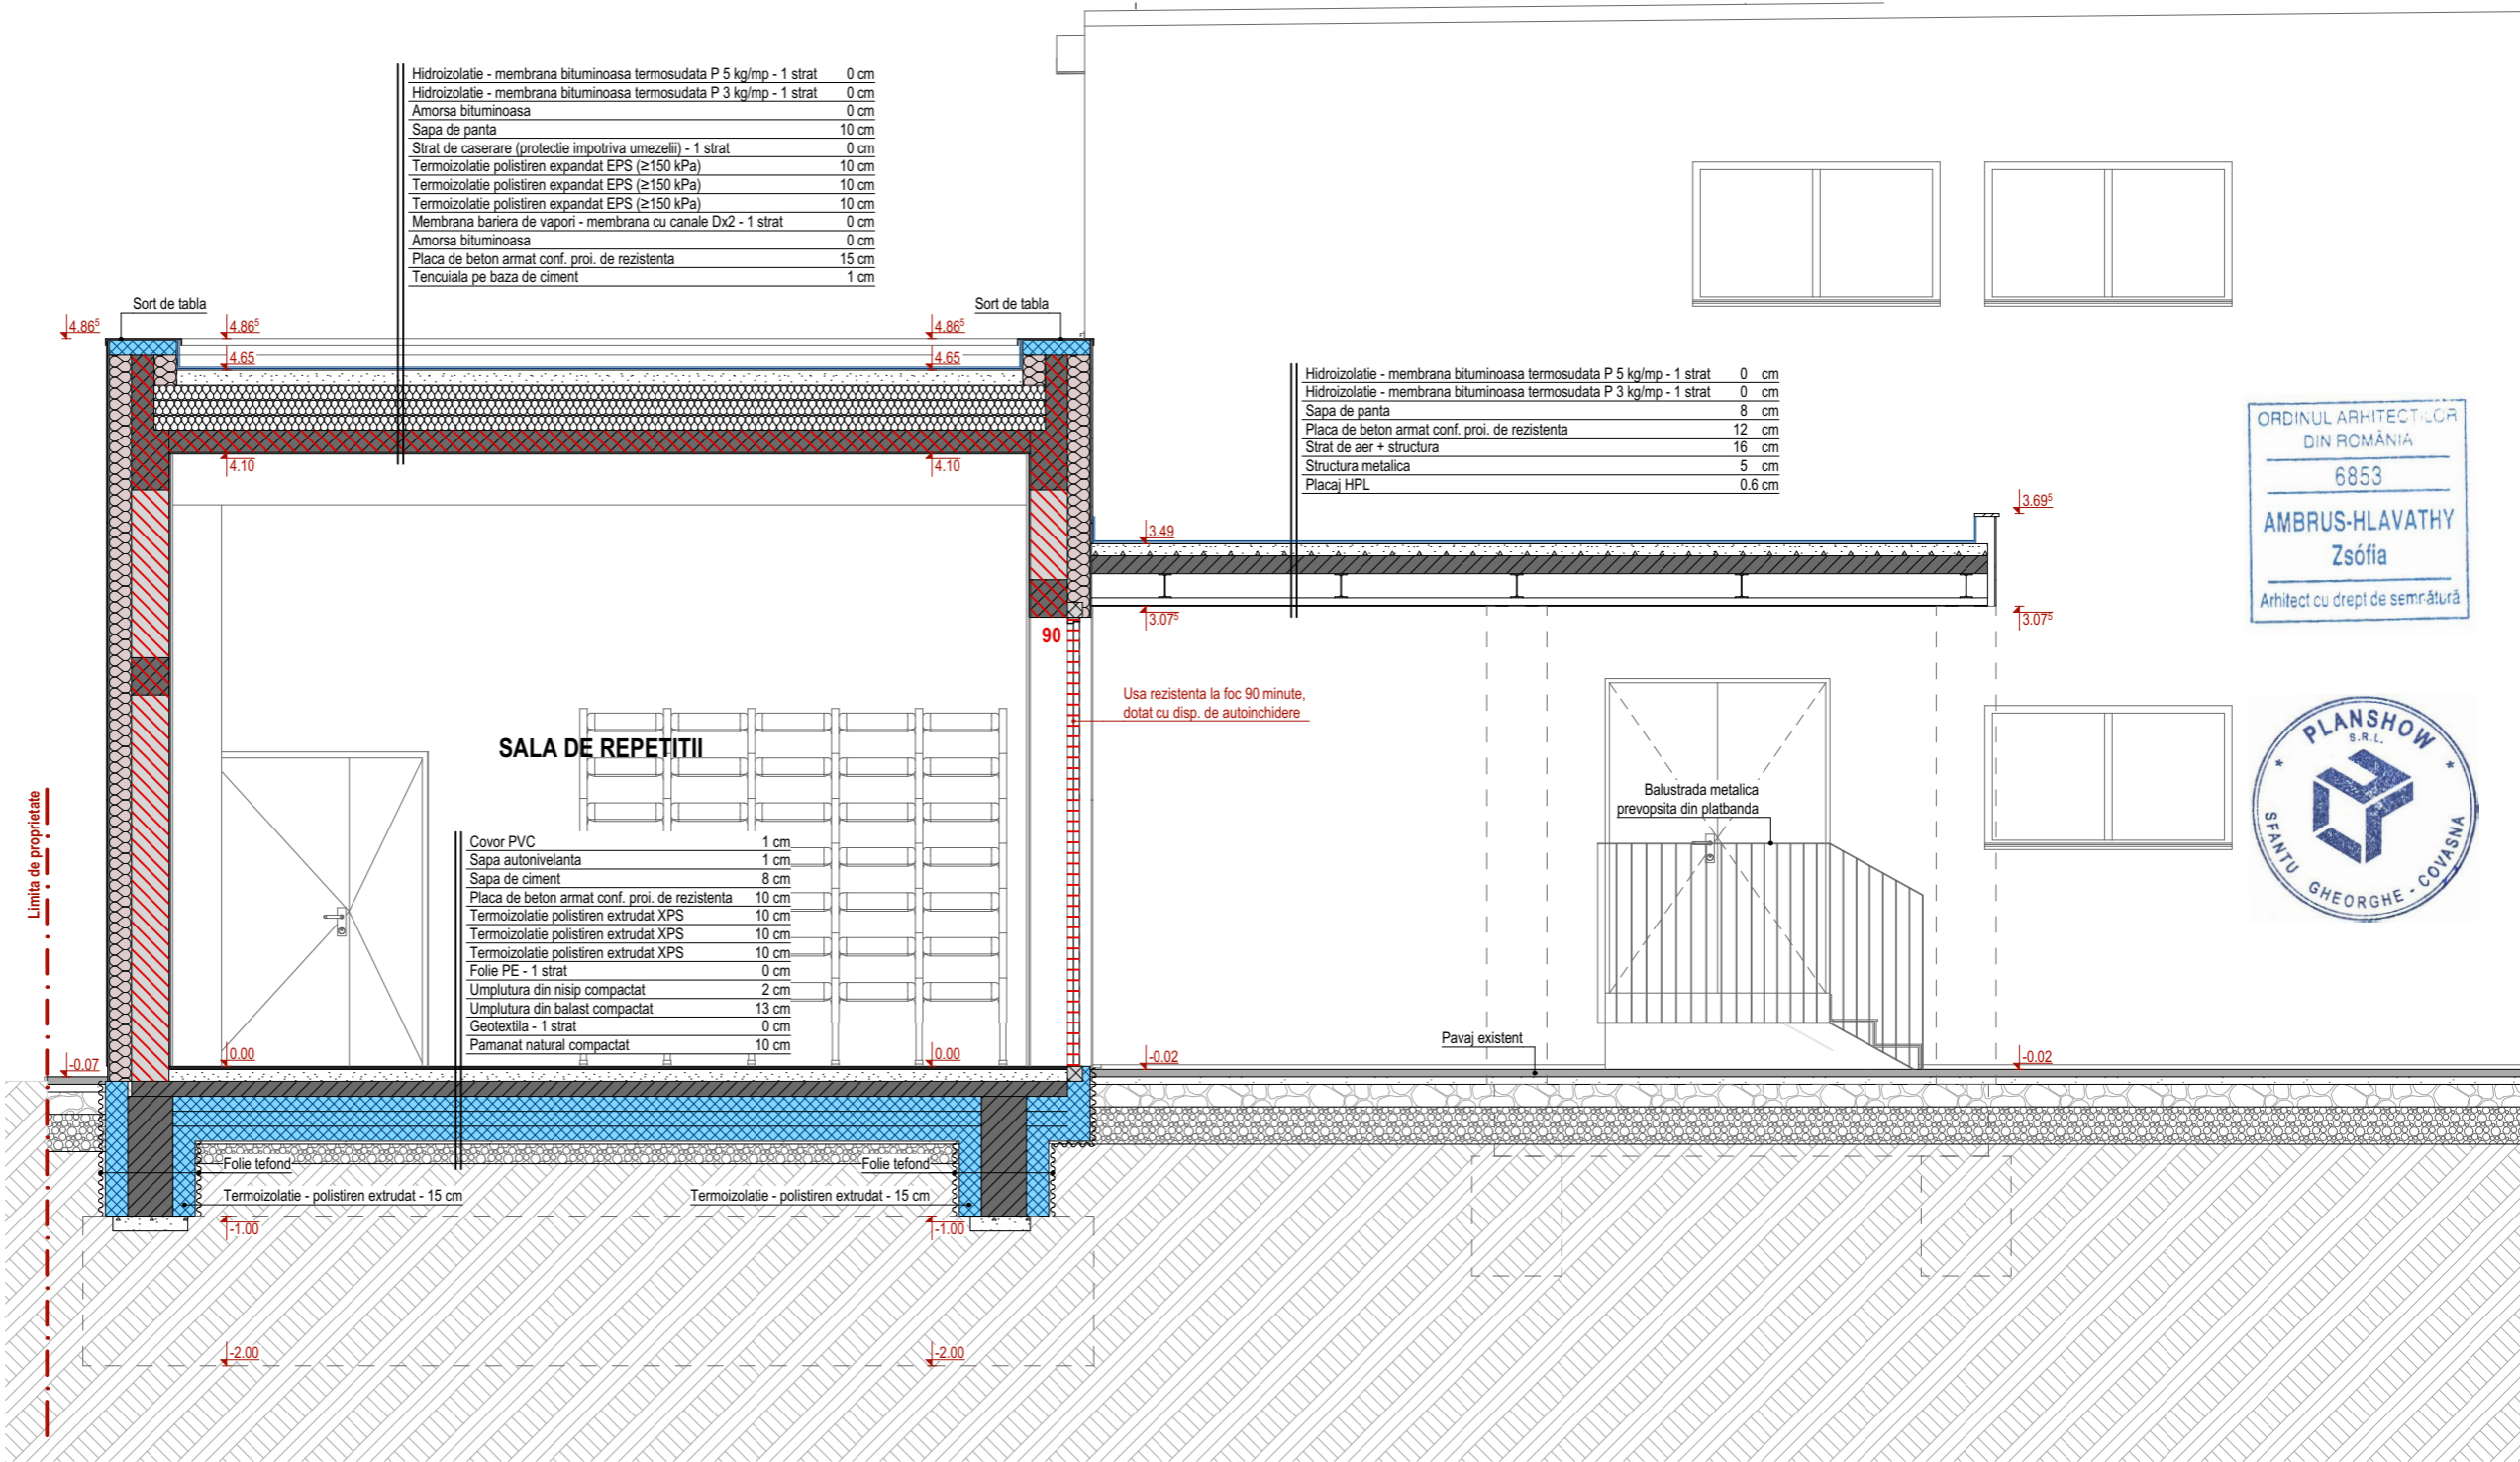 Hidroizolatie - membrana bituminoasa termosudata P 5 kg/mp - 1 strat 0 cm
Hidroizolatie - membrana bituminoasa termosudata P 3 kg/mp - 1 strat 0 cm
Amorsa bituminoasa 0 cm
Sapa de panta 10 cm
Strat de caserare (protectie impotriva umezelii) - 1 strat 0 cm
Termoizolatie polistiren expandat EPS (≥150 kPa) 10 cm
Termoizolatie polistiren expandat EPS (≥150 kPa) 10 cm
Termoizolatie polistiren expandat EPS (≥150 kPa) 10 cm
Membrana bariera de vapori - membrana cu canale Dx2 - 1 strat 0 cm
Amorsa bituminoasa 0 cm
Placa de beton armat conf. proi. de rezistenta 15 cm
Tencuiala pe baza de ciment 1 cm
Sort de tabla
Sort de tabla
4.86⁵
4.86⁵
4.86⁵
4.65
4.65
4.10
4.10
Hidroizolatie - membrana bituminoasa termosudata P 5 kg/mp - 1 strat 0 cm
Hidroizolatie - membrana bituminoasa termosudata P 3 kg/mp - 1 strat 0 cm
Sapa de panta 8 cm
Placa de beton armat conf. proi. de rezistenta 12 cm
Strat de aer + structura 16 cm
Structura metalica 5 cm
Placaj HPL 0.6 cm
ORDINUL ARHITECTILOR
DIN ROMÂNIA
6853
AMBRUS-HLAVATHY
Zsófia
Arhitect cu drept de semnătură
3.69⁵
3.49
3.07⁵
3.07⁵
90
Usa rezistenta la foc 90 minute,
dotat cu disp. de autoinchidere
SALA DE REPETITII
PLANSHOW
S.R.L.
SFANTU GHEORGHE - COVASNA
Balustrada metalica
prevopsita din platbanda
Limita de proprietate
Covor PVC 1 cm
Sapa autonivelanta 1 cm
Sapa de ciment 8 cm
Placa de beton armat conf. proi. de rezistenta 10 cm
Termoizolatie polistiren extrudat XPS 10 cm
Termoizolatie polistiren extrudat XPS 10 cm
Termoizolatie polistiren extrudat XPS 10 cm
Folie PE - 1 strat 0 cm
Umplutura din nisip compactat 2 cm
Umplutura din balast compactat 13 cm
Geotextila - 1 strat 0 cm
Pamanat natural compactat 10 cm
Pavaj existent
-0.07
0.00
0.00
-0.02
-0.02
Folie tefond
Folie tefond
Termoizolatie - polistiren extrudat - 15 cm
Termoizolatie - polistiren extrudat - 15 cm
-1.00
-1.00
-2.00
-2.00